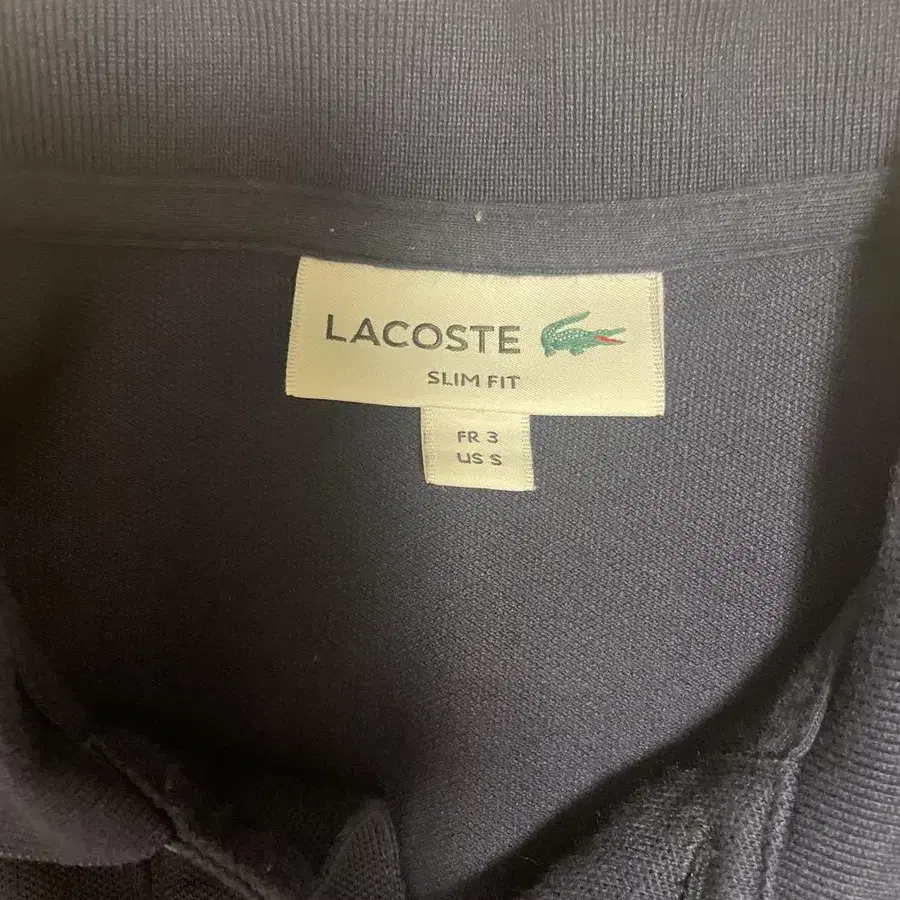 LACOSTE
SLIM FIT
FR 3
US S